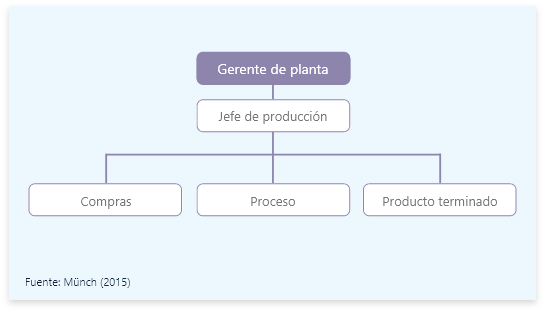 Gerente de planta
Jefe de producción
Compras
Proceso
Producto terminado
Fuente: Münch (2015)